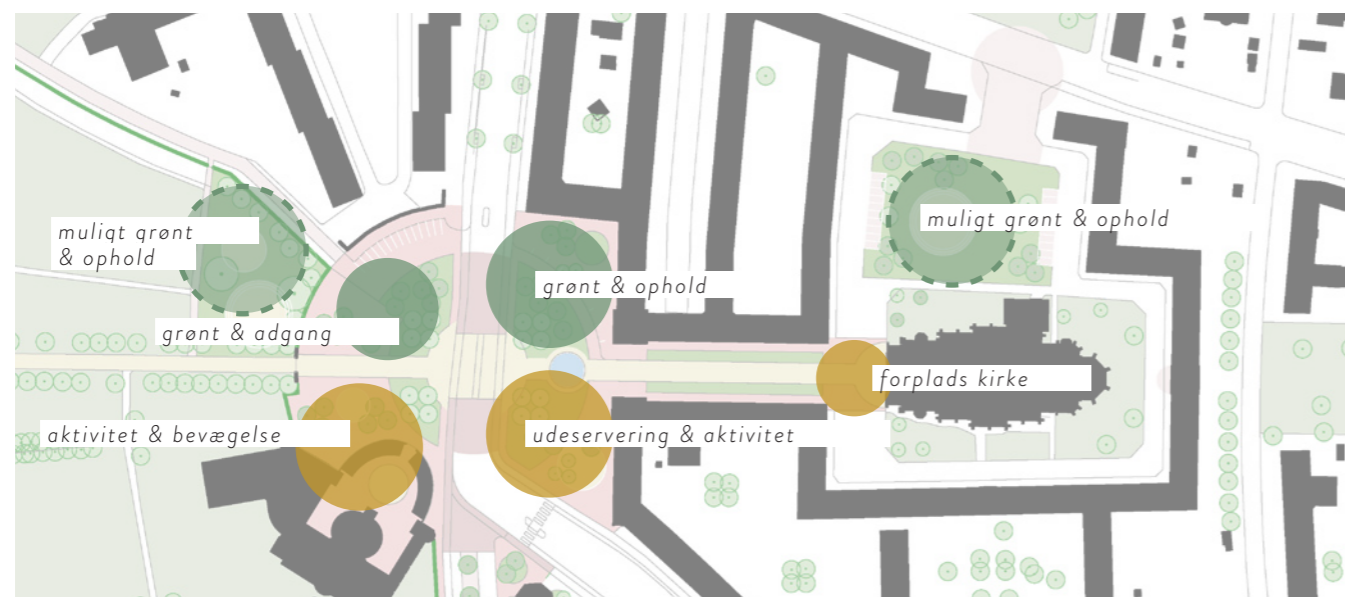 muligt grønt
& ophold
muligt grønt & ophold
grønt & ophold
grønt & adgang
forplads kirke
aktivitet & bevægelse
udeservering & aktivitet